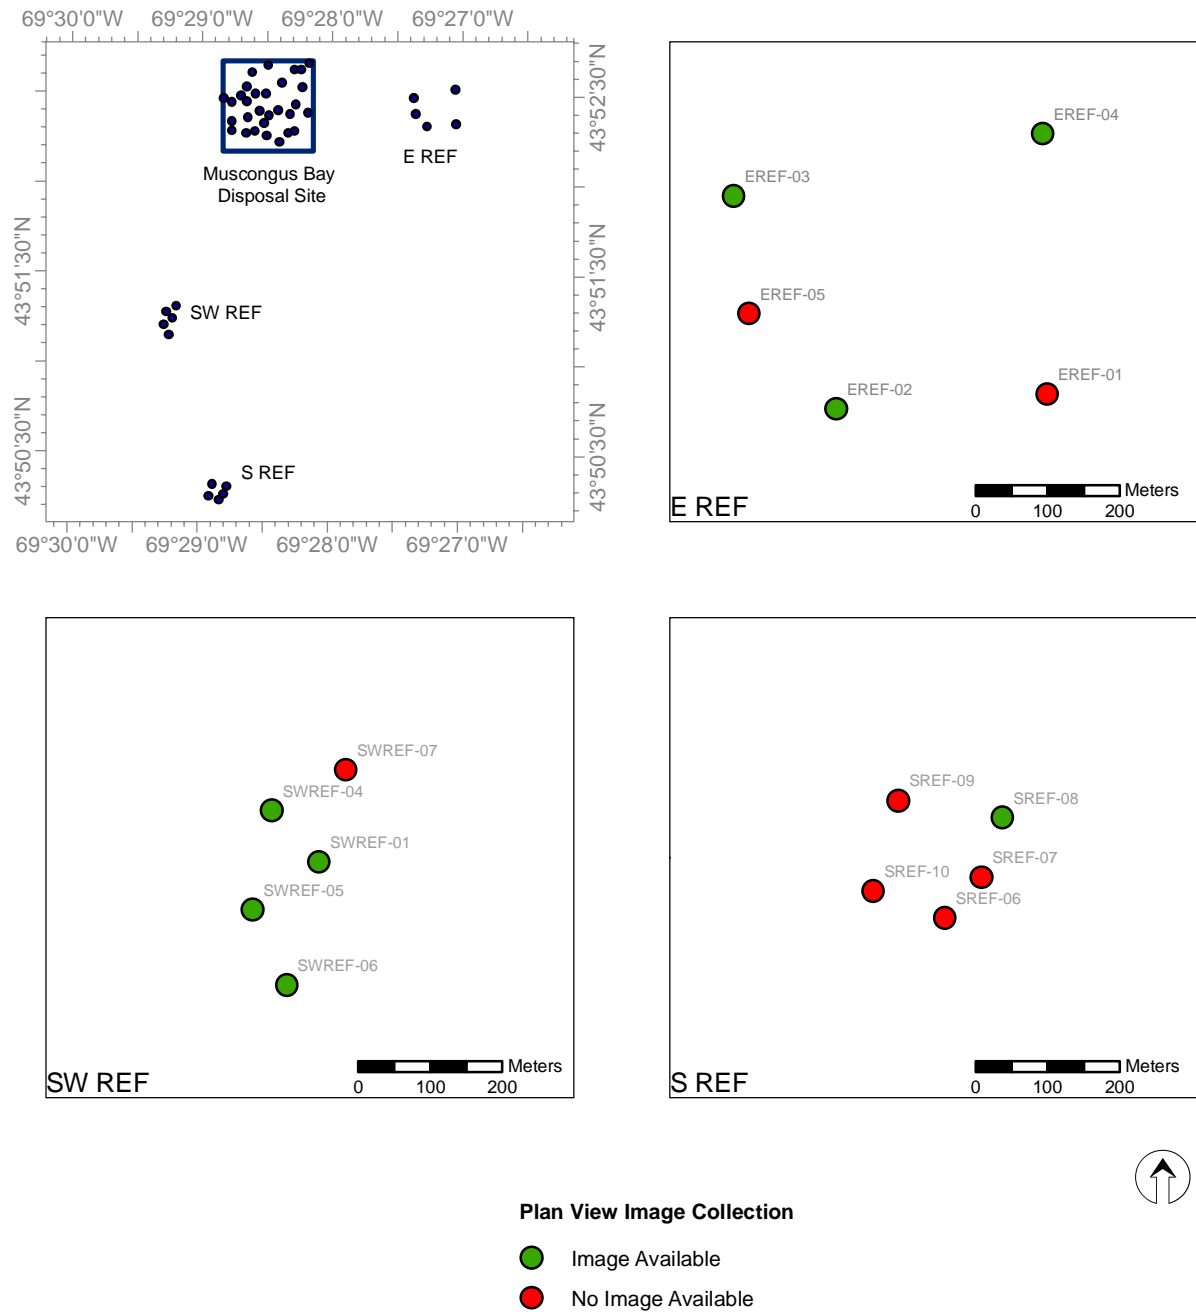 69°30'0"W 69°29'0"W 69°28'0"W 69°27'0"W
43°52'30"N
E REF
Muscongus Bay
Disposal Site
43°51'30"N
43°51'30"N
SW REF
43°50'30"N
43°50'30"N
S REF
69°30'0"W 69°29'0"W 69°28'0"W 69°27'0"W
EREF-04
EREF-03
EREF-05
EREF-01
EREF-02
Meters
0 100 200
E REF
SWREF-07
SWREF-04
SWREF-01
SWREF-05
SWREF-06
Meters
0 100 200
SW REF
SREF-09
SREF-08
SREF-07
SREF-10
SREF-06
Meters
0 100 200
S REF
Plan View Image Collection
Image Available
No Image Available